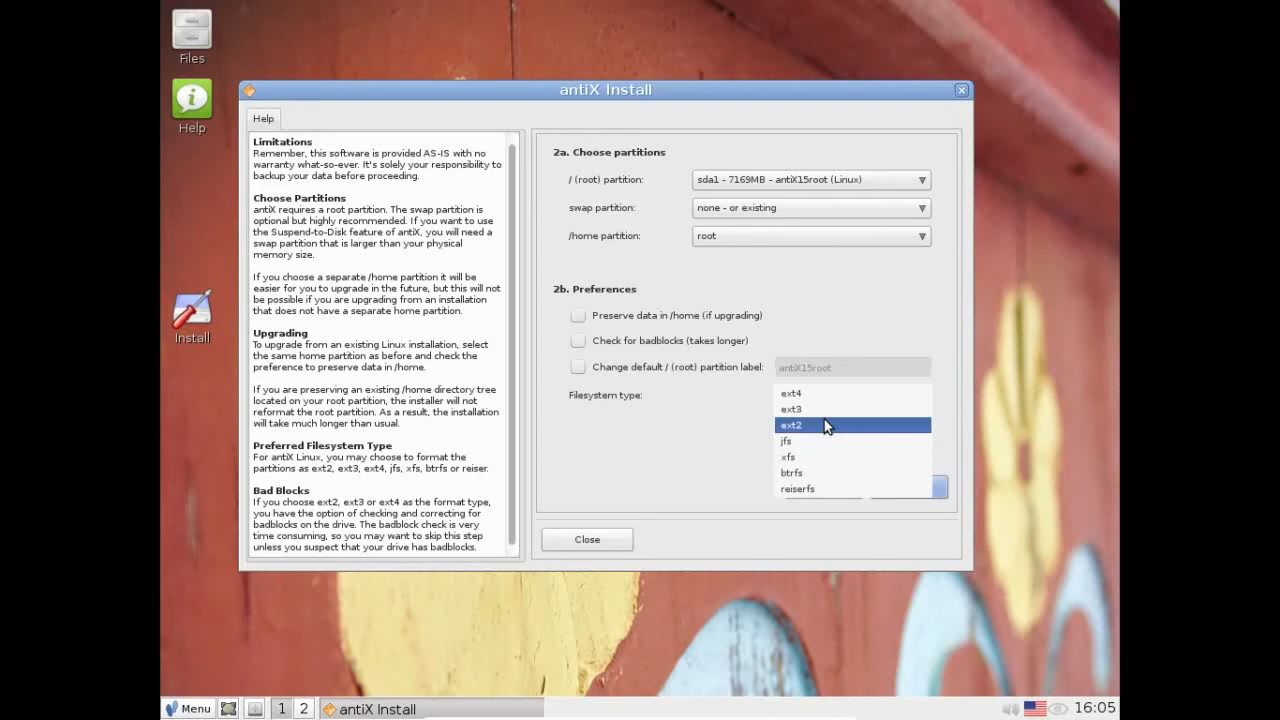 Files
Help
Install
antiX Install
Help
Limitations
Remember, this software is provided AS-IS with no
warranty what-so-ever. It's solely your responsibility to
backup your data before proceeding.
Choose Partitions
antiX requires a root partition. The swap partition is
optional but highly recommended. If you want to use
the Suspend-to-Disk feature of antiX, you will need a
swap partition that is larger than your physical
memory size.
If you choose a separate /home partition it will be
easier for you to upgrade in the future, but this will not
be possible if you are upgrading from an installation
that does not have a separate home partition.
Upgrading
To upgrade from an existing Linux installation, select
the same home partition as before and check the
preference to preserve data in /home.
If you are preserving an existing /home directory tree
located on your root partition, the installer will not
reformat the root partition. As a result, the installation
will take much longer than usual.
Preferred Filesystem Type
For antiX Linux, you may choose to format the
partitions as ext2, ext3, ext4, jfs, xfs, btrfs or reiser.
Bad Blocks
If you choose ext2, ext3 or ext4 as the format type,
you have the option of checking and correcting for
badblocks on the drive. The badblock check is very
time consuming, so you may want to skip this step
unless you suspect that your drive has badblocks.
2a. Choose partitions
/ (root) partition: sda1 - 7169MB - antiX15root (Linux)
swap partition: none - or existing
/home partition: root
2b. Preferences
Preserve data in /home (if upgrading)
Check for badblocks (takes longer)
Change default / (root) partition label: antiX15root
Filesystem type:
ext4
ext3
ext2
jfs
xfs
btrfs
reiserfs
Close
Menu 1 2 antiX Install 16:05